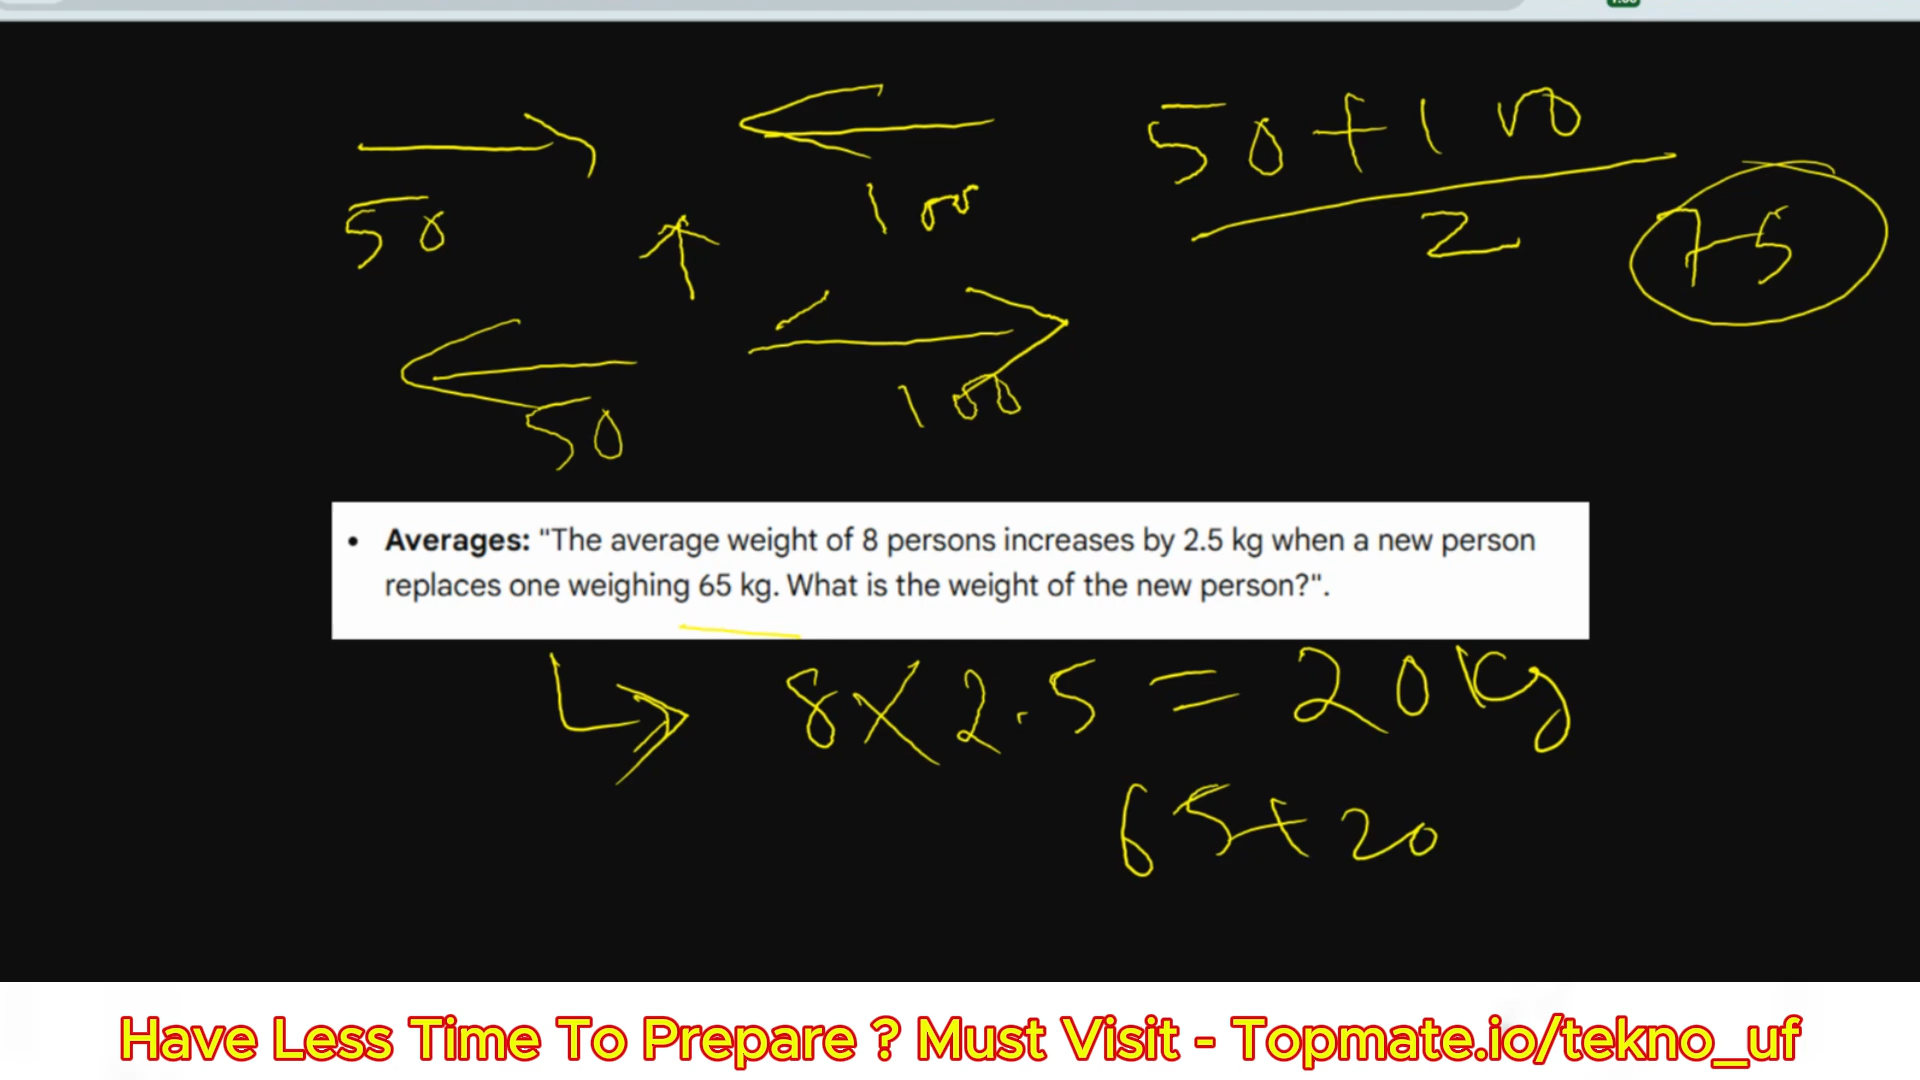 50
100
50+100
2
75
50
100
• Averages: "The average weight of 8 persons increases by 2.5 kg when a new person
replaces one weighing 65 kg. What is the weight of the new person?".
8×2.5 = 20 kg
65+20
Have Less Time To Prepare ? Must Visit - Topmate.io/tekno_uf